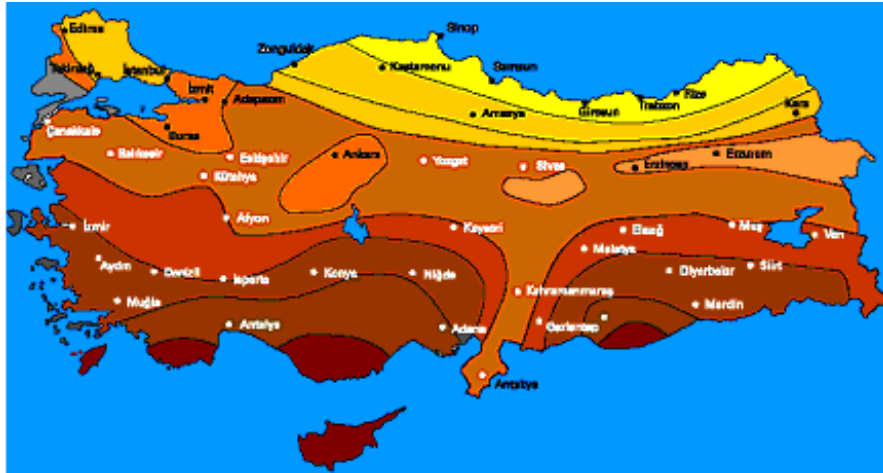 Edirne
Sinop
Zonguldak
Tekirdağ
İstanbul
Kastamonu
Samsun
İzmit
Adapazarı
Rize
Trabzon
Giresun
Amasya
Kars
Çanakkale
Bursa
Balıkesir
Eskişehir
Ankara
Yozgat
Sivas
Erzurum
Erzincan
Kütahya
Afyon
İzmir
Kayseri
Elazığ
Muş
Van
Malatya
Aydın
Denizli
Isparta
Konya
Niğde
Diyarbakır
Siirt
Muğla
Kahramanmaraş
Mardin
Antalya
Adana
Gaziantep